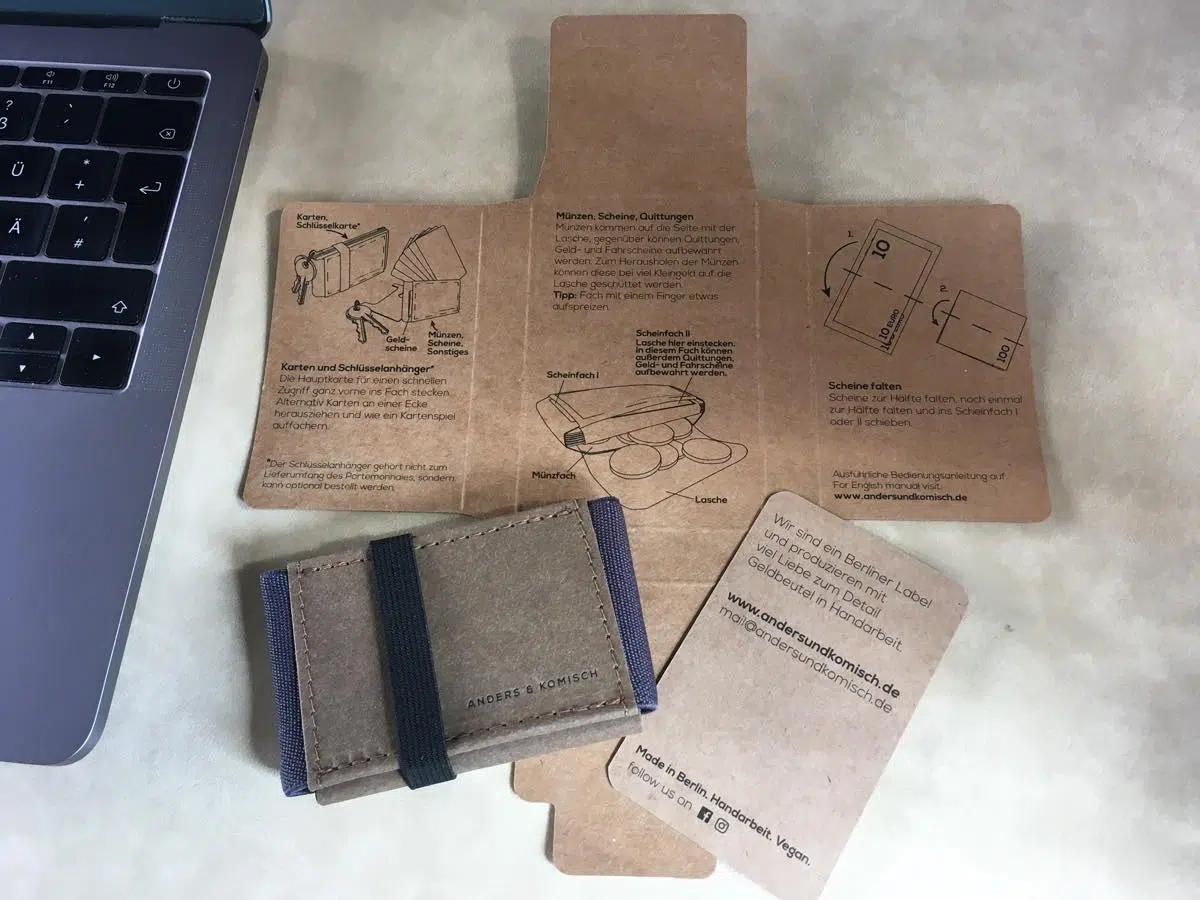 F11
F12
?
ß
Ü
*
+
Ä
'
#
Karten,
Schlüsselkarte*
Geld-
scheine
Münzen,
Scheine,
Sonstiges
Karten und Schlüsselanhänger*
Die Hauptkarte für einen schnellen
Zugriff ganz vorne ins Fach stecken.
Alternativ Karten an einer Ecke
herausziehen und wie ein Kartenspiel
auffächern.
*Der Schlüsselanhänger gehört nicht zum
Lieferumfang des Portemonnaies, sondern
kann optional bestellt werden.
Münzen, Scheine, Quittungen
Münzen kommen auf die Seite mit der
Lasche, gegenüber können Quittungen,
Geld- und Fahrscheine aufbewahrt
werden. Zum Herausholen der Münzen
können diese bei viel Kleingeld auf die
Lasche geschüttet werden.
Tipp: Fach mit einem Finger etwas
aufspreizen.
Scheinfach II
Lasche hier einstecken.
in diesem Fach können
außerdem Quittungen,
Geld- und Fahrscheine
aufbewahrt werden.
Scheinfach I
Münzfach
Lasche
1.
10
10 EURO
2.
100
Scheine falten
Scheine zur Hälfte falten, noch einmal
zur Hälfte falten und ins Scheinfach I
oder II schieben.
Ausführliche Bedienungsanleitung auf:
For English manual visit:
www.andersundkomisch.de
ANDERS & KOMISCH
Wir sind ein Berliner Label
und produzieren mit
viel Liebe zum Detail
Geldbeutel in Handarbeit.
www.andersundkomisch.de
mail@andersundkomisch.de
Made in Berlin. Handarbeit. Vegan.
follow us on